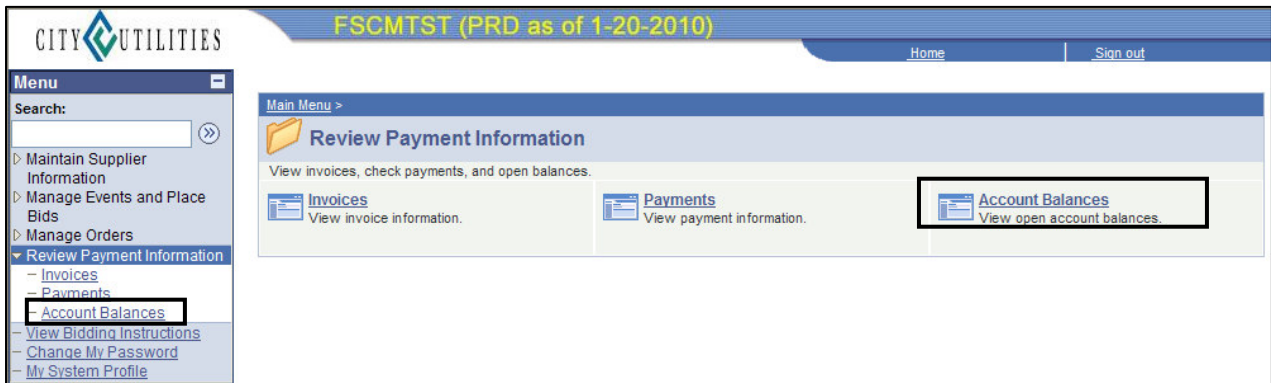 CITY UTILITIES
FSCMTST (PRD as of 1-20-2010)
Home
Sign out
Menu
Search:
Maintain Supplier
Information
Manage Events and Place
Bids
Manage Orders
Review Payment Information
Invoices
Payments
Account Balances
View Bidding Instructions
Change My Password
My System Profile
Main Menu >
Review Payment Information
View invoices, check payments, and open balances.
Invoices
View invoice information.
Payments
View payment information.
Account Balances
View open account balances.